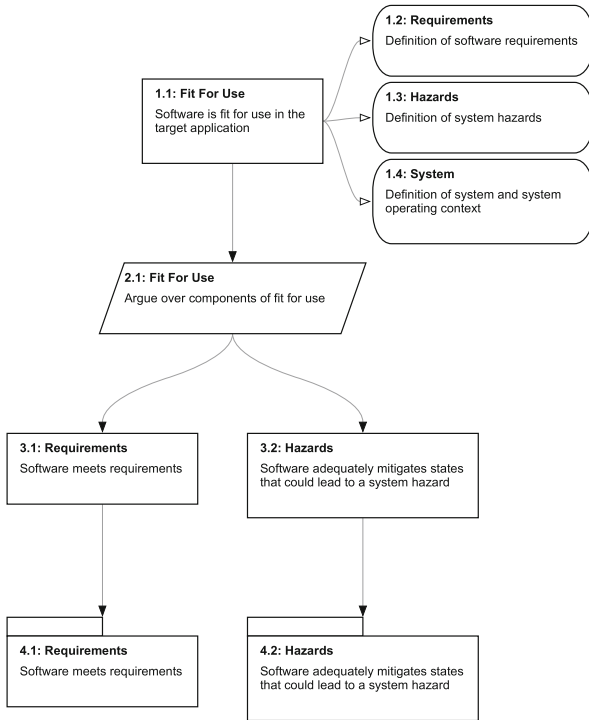 1.2: Requirements
Definition of software requirements
1.1: Fit For Use
Software is fit for use in the
target application
1.3: Hazards
Definition of system hazards
1.4: System
Definition of system and system
operating context
2.1: Fit For Use
Argue over components of fit for use
3.1: Requirements
Software meets requirements
3.2: Hazards
Software adequately mitigates states
that could lead to a system hazard
4.1: Requirements
Software meets requirements
4.2: Hazards
Software adequately mitigates states
that could lead to a system hazard